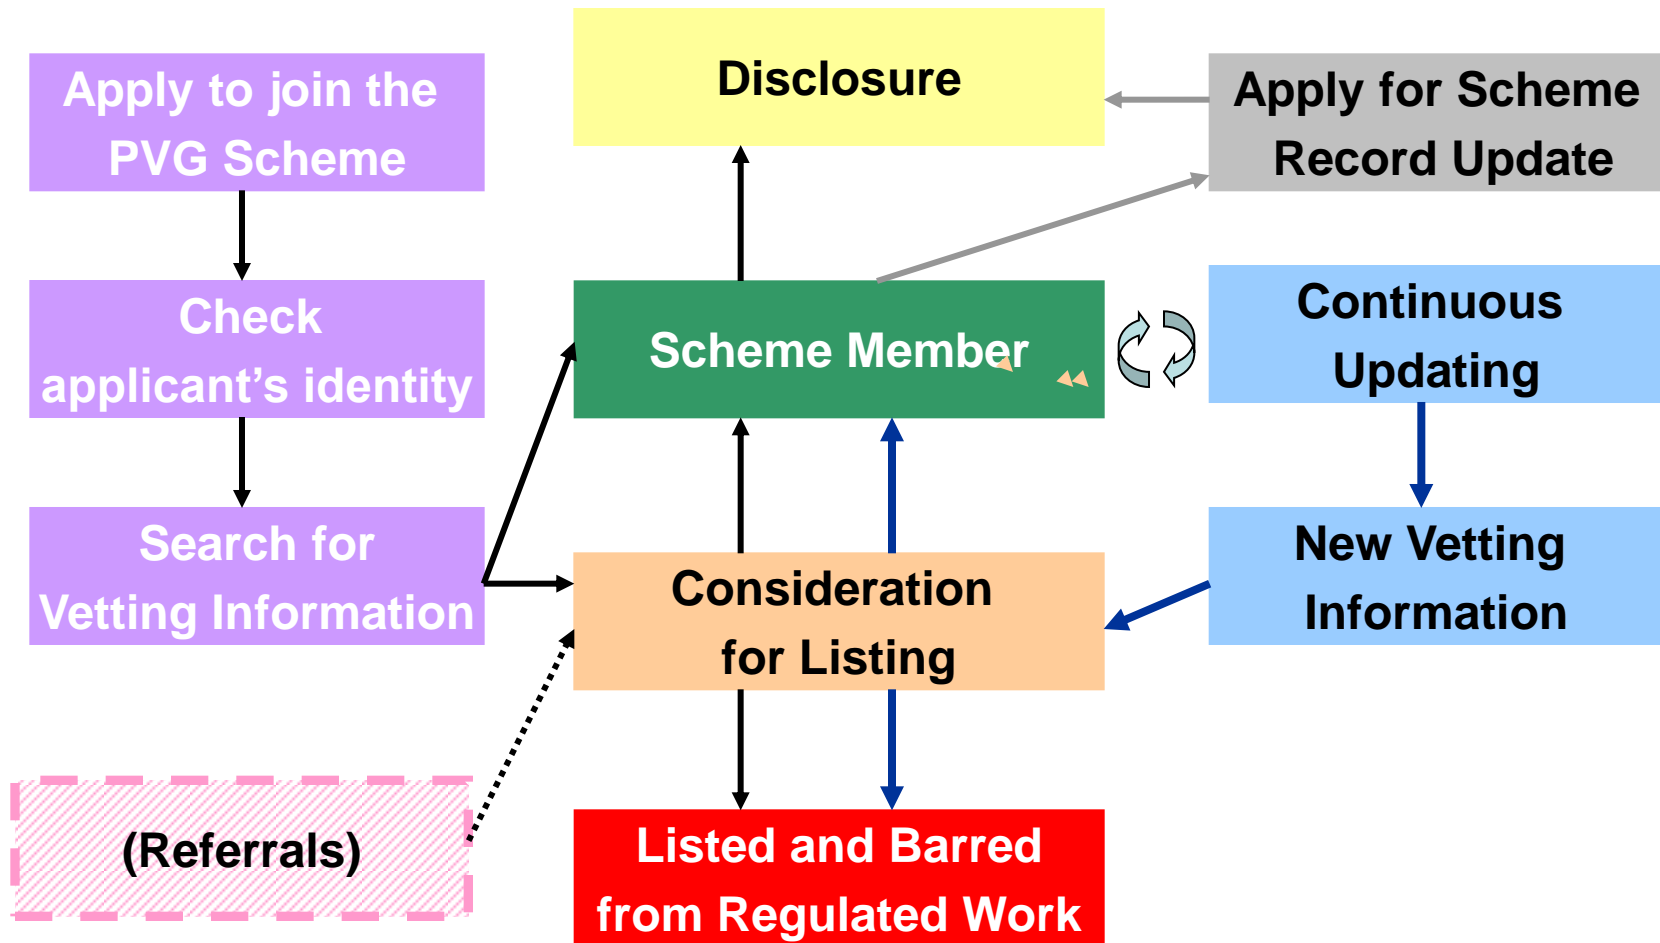 Apply to join the
PVG Scheme
Check
applicant’s identity
Search for
Vetting Information
(Referrals)
Disclosure
Scheme Member
Consideration
for Listing
Listed and Barred
from Regulated Work
Apply for Scheme
Record Update
Continuous
Updating
New Vetting
Information